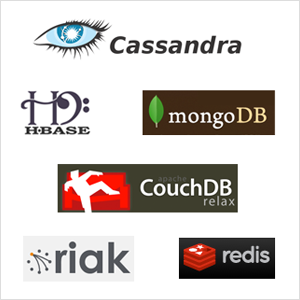 Cassandra
HBASE
mongoDB
apache
CouchDB
relax
riak
redis